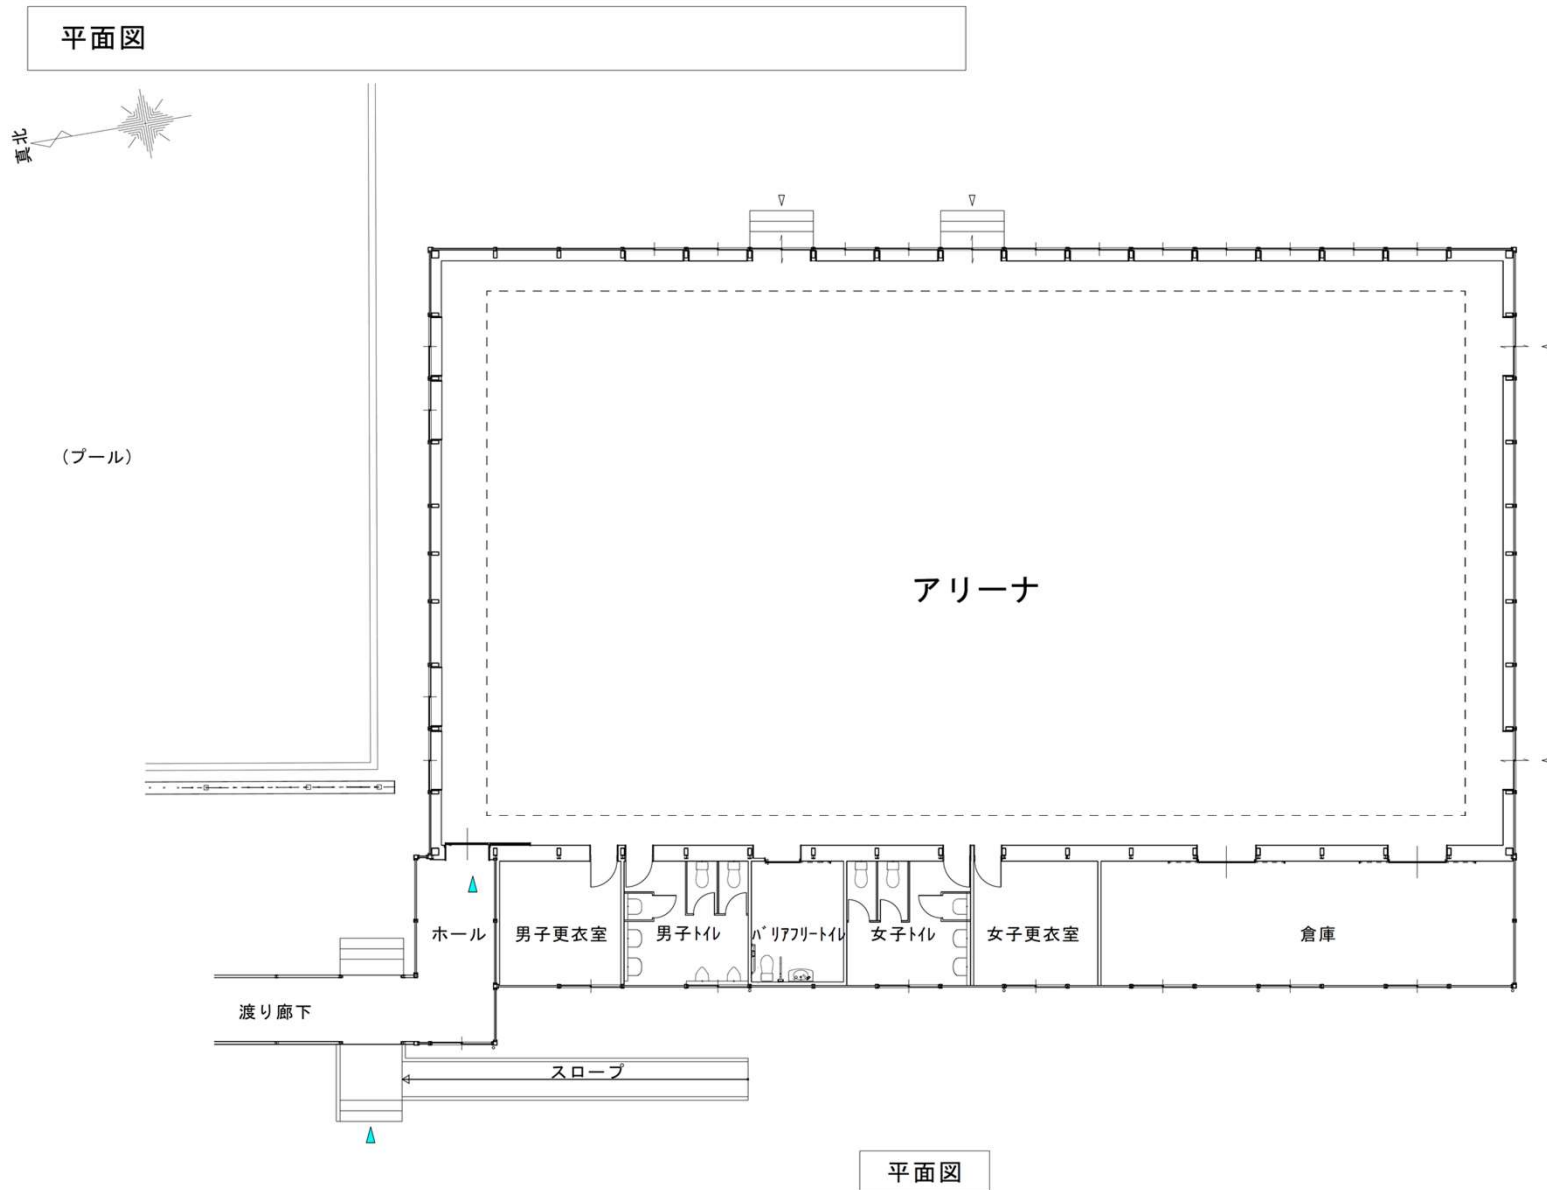 平面図
真北
(プール)
アリーナ
ホール
男子更衣室
男子ﾄｲﾚ
ﾊﾞﾘｱﾌﾘｰﾄｲﾚ
女子ﾄｲﾚ
女子更衣室
倉庫
渡り廊下
スロープ
平面図